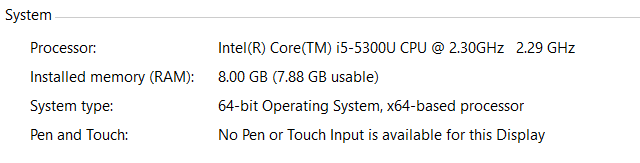 System
Processor: Intel(R) Core(TM) i5-5300U CPU @ 2.30GHz 2.29 GHz
Installed memory (RAM): 8.00 GB (7.88 GB usable)
System type: 64-bit Operating System, x64-based processor
Pen and Touch: No Pen or Touch Input is available for this Display